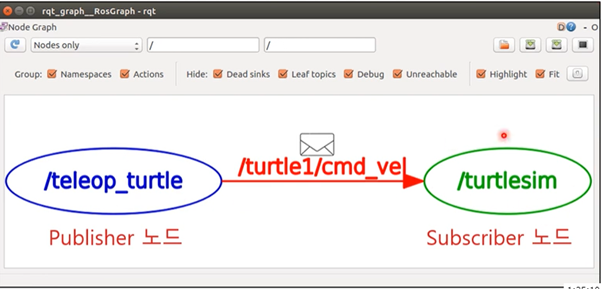 rqt_graph__RosGraph - rqt
Node Graph
D - O
Nodes only / /
Group: Namespaces Actions Hide: Dead sinks Leaf topics Debug Unreachable Highlight Fit
/turtle1/cmd_vel
/teleop_turtle /turtlesim
Publisher 노드 Subscriber 노드